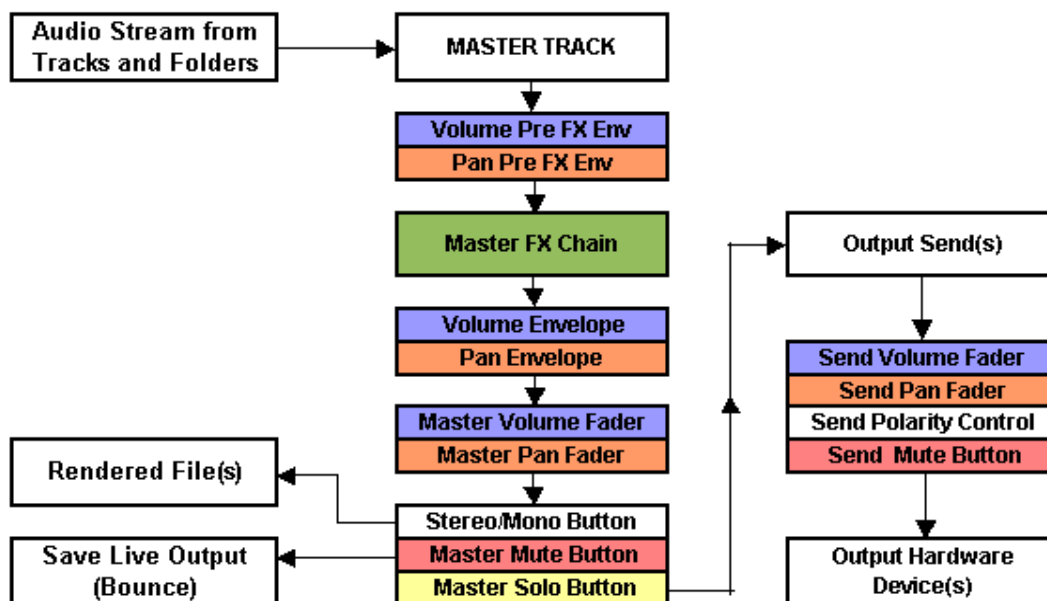 Audio Stream from
Tracks and Folders
MASTER TRACK
Volume Pre FX Env
Pan Pre FX Env
Master FX Chain
Volume Envelope
Pan Envelope
Master Volume Fader
Master Pan Fader
Stereo/Mono Button
Master Mute Button
Master Solo Button
Rendered File(s)
Save Live Output
(Bounce)
Output Send(s)
Send Volume Fader
Send Pan Fader
Send Polarity Control
Send Mute Button
Output Hardware
Device(s)